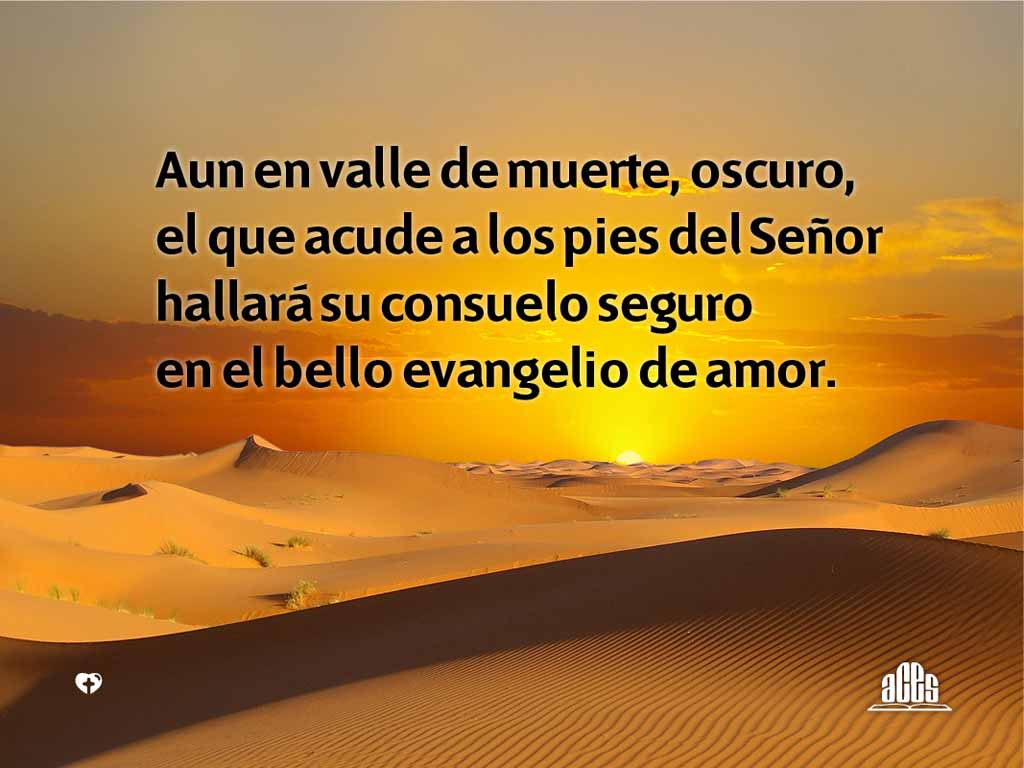 Aun en valle de muerte, oscuro,
el que acude a los pies del Señor
hallará su consuelo seguro
en el bello evangelio de amor.
aces